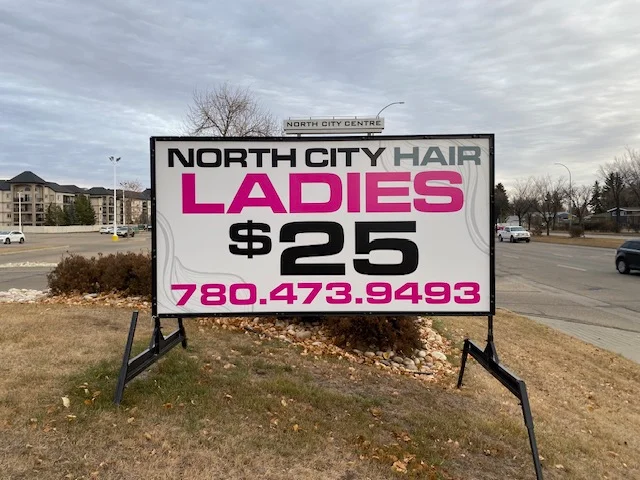 NORTH CITY CENTRE
NORTH CITY HAIR
LADIES
$25
780.473.9493